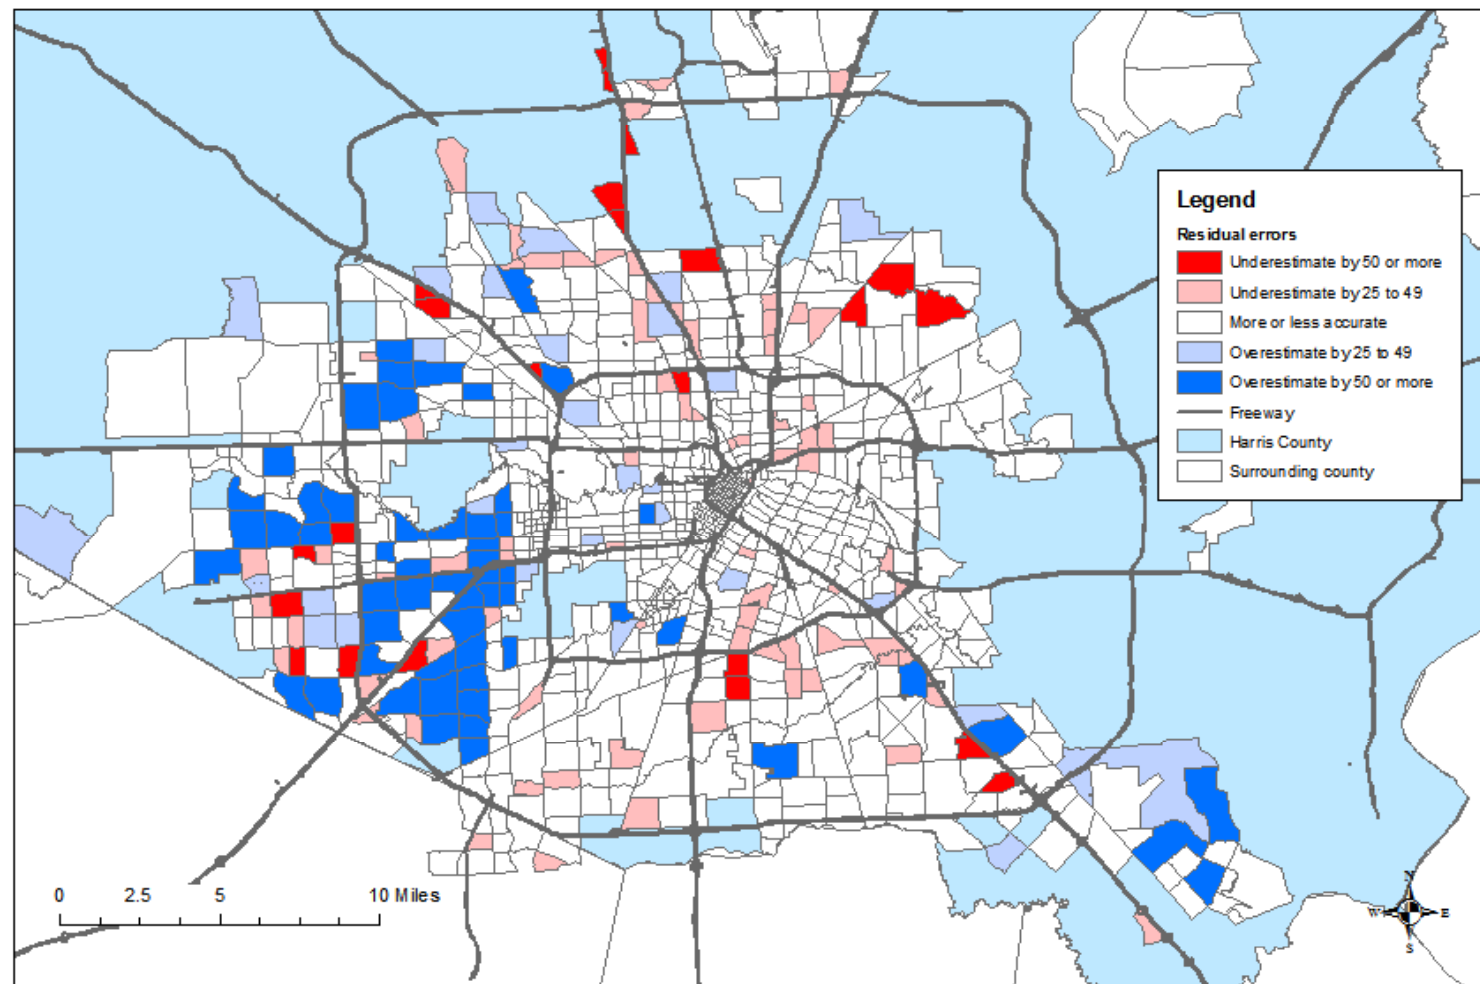 Legend
Residual errors
Underestimate by 50 or more
Underestimate by 25 to 49
More or less accurate
Overestimate by 25 to 49
Overestimate by 50 or more
Freeway
Harris County
Surrounding county
0 2.5 5 10 Miles
N
W E
S